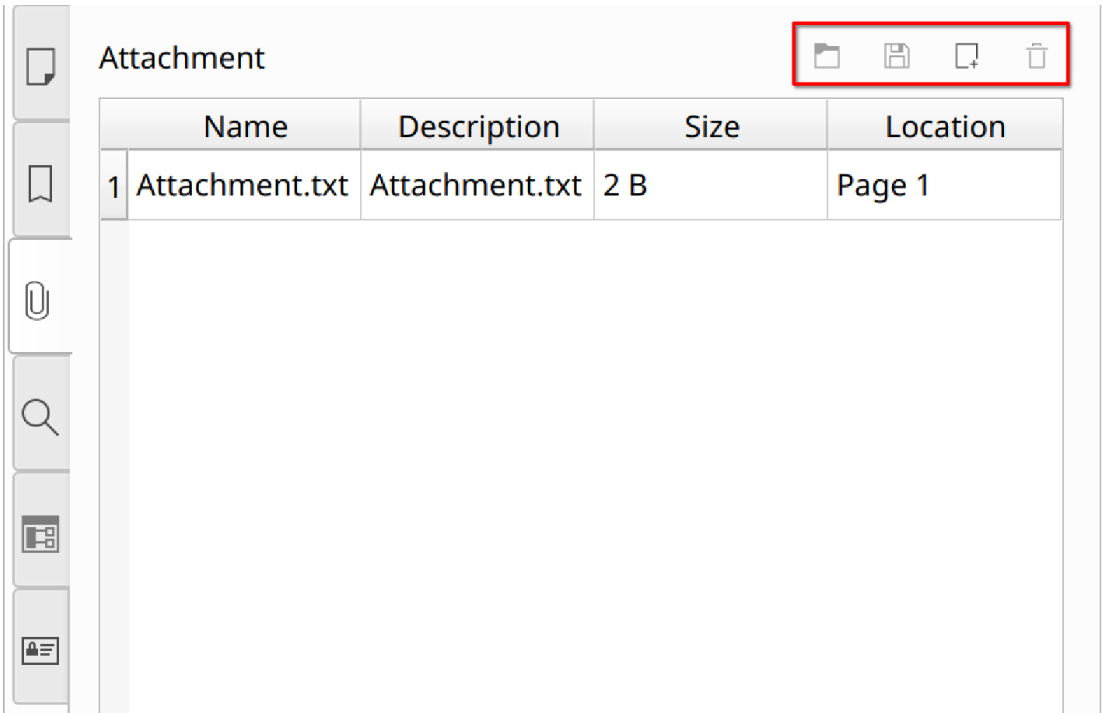 Attachment
Name Description Size Location
1 Attachment.txt Attachment.txt 2 B Page 1